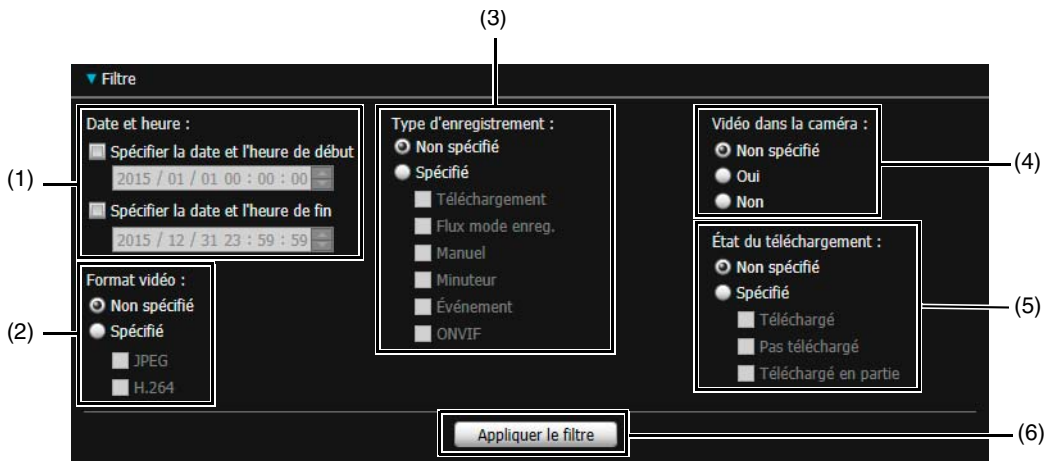 (3)
Filtre
Date et heure :
Spécifier la date et l'heure de début
2015 / 01 / 01 00 : 00 : 00
Spécifier la date et l'heure de fin
2015 / 12 / 31 23 : 59 : 59
(1)
Format vidéo :
Non spécifié
Spécifié
JPEG
H.264
(2)
Type d'enregistrement :
Non spécifié
Spécifié
Téléchargement
Flux mode enreg.
Manuel
Minuteur
Événement
ONVIF
Vidéo dans la caméra :
Non spécifié
Oui
Non
(4)
État du téléchargement :
Non spécifié
Spécifié
Téléchargé
Pas téléchargé
Téléchargé en partie
(5)
Appliquer le filtre
(6)